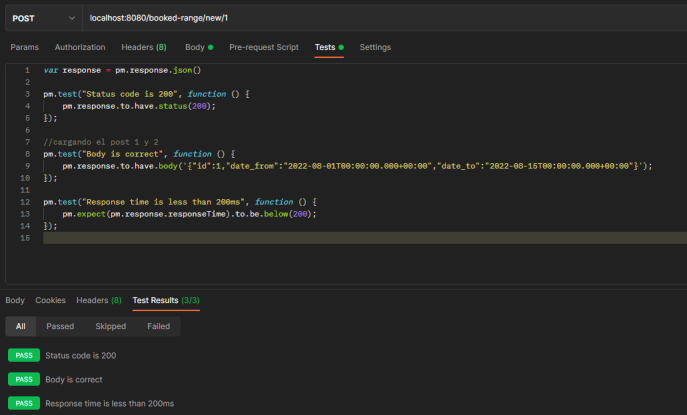 POST localhost:8080/booked-range/new/1
Params Authorization Headers (8) Body Pre-request Script Tests Settings
1 var response = pm.response.json()
2
3 pm.test("Status code is 200", function () {
4 pm.response.to.have.status(200);
5 });
6
7 //cargando el post 1 y 2
8 pm.test("Body is correct", function () {
9 pm.response.to.have.body('{"id":1,"date_from":"2022-08-01T00:00:00.000+00:00","date_to":"2022-08-15T00:00:00.000+00:00"}');
10 });
11
12 pm.test("Response time is less than 200ms", function () {
13 pm.expect(pm.response.responseTime).to.be.below(200);
14 });
15
Body Cookies Headers (8) Test Results (3/3)
All Passed Skipped Failed
PASS Status code is 200
PASS Body is correct
PASS Response time is less than 200ms